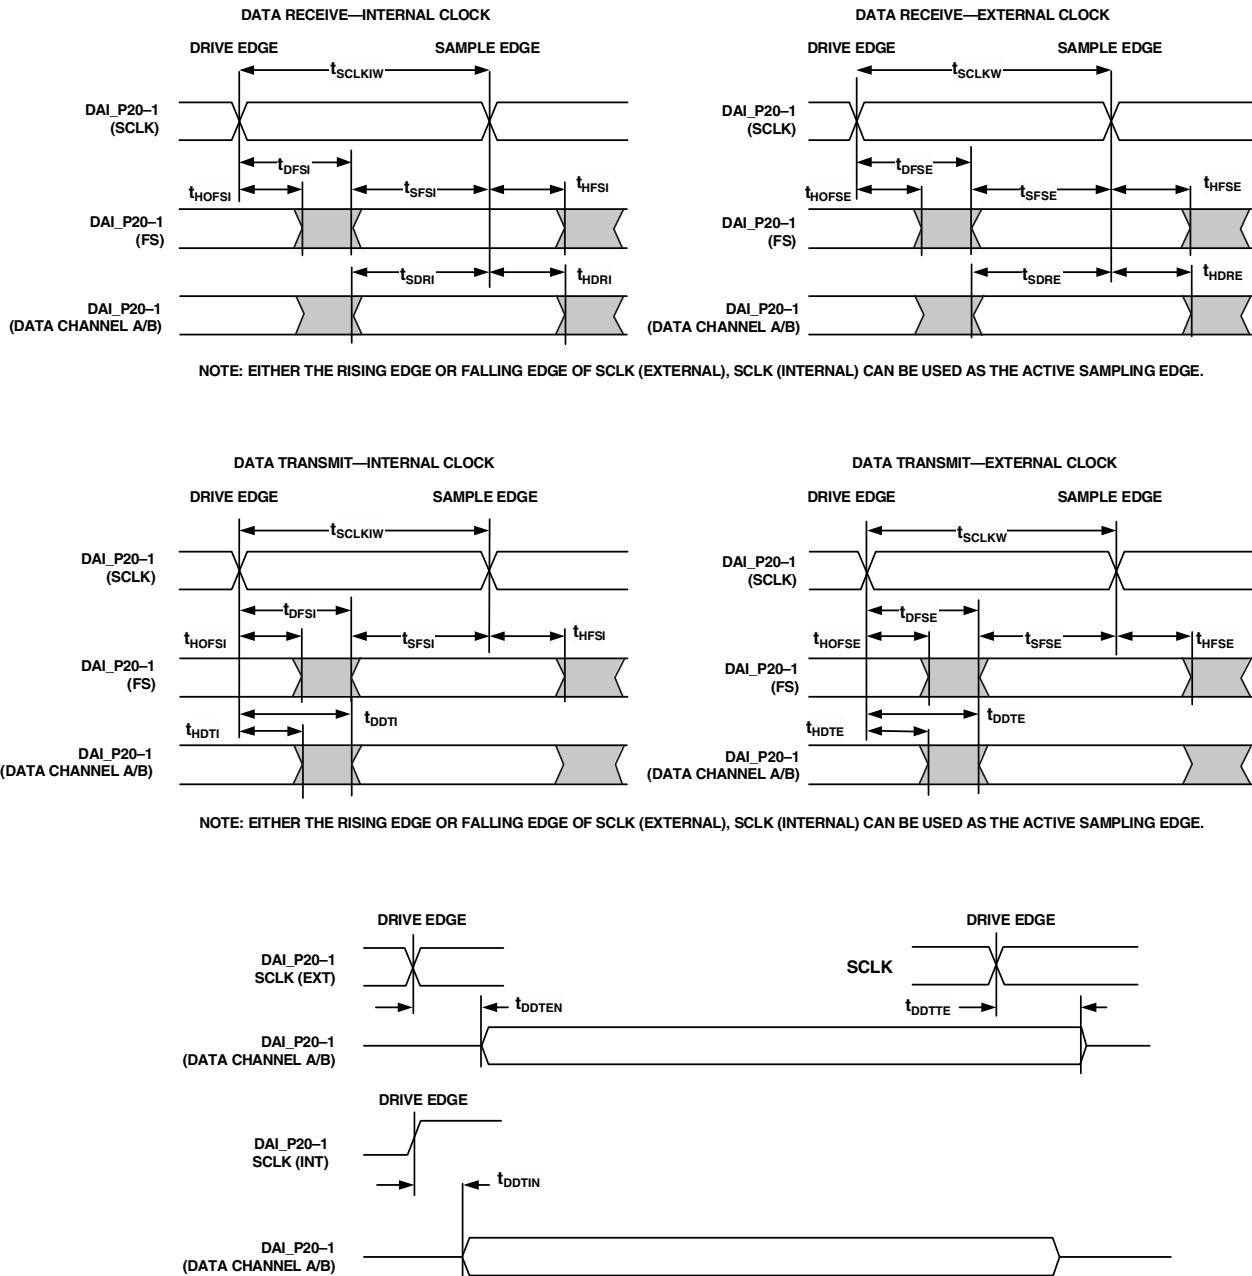 DATA RECEIVE—INTERNAL CLOCK
DRIVE EDGE
SAMPLE EDGE
tSCLKIW
DAI_P20–1
(SCLK)
tDFSI
tHOFSI
tSFSI
tHFSI
DAI_P20–1
(FS)
tSDRI
tHDRI
DAI_P20–1
(DATA CHANNEL A/B)
DATA RECEIVE—EXTERNAL CLOCK
DRIVE EDGE
SAMPLE EDGE
tSCLKW
DAI_P20–1
(SCLK)
tDFSE
tHOFSE
tSFSE
tHFSE
DAI_P20–1
(FS)
tSDRE
tHDRE
DAI_P20–1
(DATA CHANNEL A/B)
NOTE: EITHER THE RISING EDGE OR FALLING EDGE OF SCLK (EXTERNAL), SCLK (INTERNAL) CAN BE USED AS THE ACTIVE SAMPLING EDGE.
DATA TRANSMIT—INTERNAL CLOCK
DRIVE EDGE
SAMPLE EDGE
tSCLKIW
DAI_P20–1
(SCLK)
tDFSI
tHOFSI
tSFSI
tHFSI
DAI_P20–1
(FS)
tDDTI
tHDTI
DAI_P20–1
(DATA CHANNEL A/B)
DATA TRANSMIT—EXTERNAL CLOCK
DRIVE EDGE
SAMPLE EDGE
tSCLKW
DAI_P20–1
(SCLK)
tDFSE
tHOFSE
tSFSE
tHFSE
DAI_P20–1
(FS)
tDDTE
tHDTE
DAI_P20–1
(DATA CHANNEL A/B)
NOTE: EITHER THE RISING EDGE OR FALLING EDGE OF SCLK (EXTERNAL), SCLK (INTERNAL) CAN BE USED AS THE ACTIVE SAMPLING EDGE.
DRIVE EDGE
DRIVE EDGE
DAI_P20–1
SCLK (EXT)
SCLK
tDDTEN
tDDTTE
DAI_P20–1
(DATA CHANNEL A/B)
DRIVE EDGE
DAI_P20–1
SCLK (INT)
tDDTIN
DAI_P20–1
(DATA CHANNEL A/B)